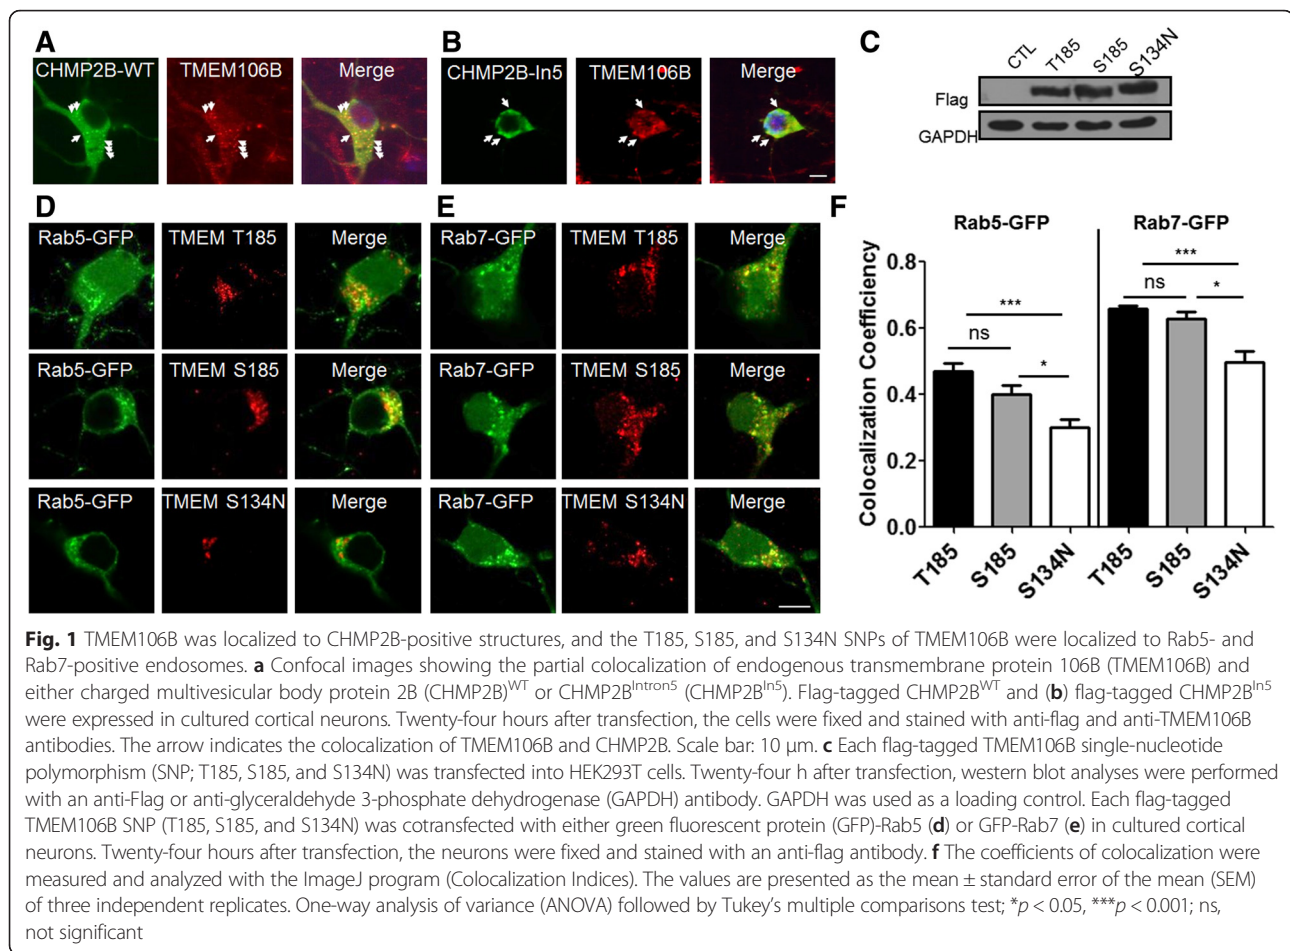 A
CHMP2B-WT
TMEM106B
Merge
B
CHMP2B-In5
TMEM106B
Merge
C
CTL
T185
S185
S134N
Flag
GAPDH
D
Rab5-GFP
TMEM T185
Merge
Rab5-GFP
TMEM S185
Merge
Rab5-GFP
TMEM S134N
Merge
E
Rab7-GFP
TMEM T185
Merge
Rab7-GFP
TMEM S185
Merge
Rab7-GFP
TMEM S134N
Merge
F
Rab5-GFP
Rab7-GFP
Colocalization Coefficiency
0.8
0.6
0.4
0.2
0.0
***
ns
*
***
ns
*
T185
S185
S134N
T185
S185
S134N
Fig. 1 TMEM106B was localized to CHMP2B-positive structures, and the T185, S185, and S134N SNPs of TMEM106B were localized to Rab5- and
Rab7-positive endosomes. a Confocal images showing the partial colocalization of endogenous transmembrane protein 106B (TMEM106B) and
either charged multivesicular body protein 2B (CHMP2B)WT or CHMP2BIntron5 (CHMP2BIn5). Flag-tagged CHMP2BWT and (b) flag-tagged CHMP2BIn5
were expressed in cultured cortical neurons. Twenty-four hours after transfection, the cells were fixed and stained with anti-flag and anti-TMEM106B
antibodies. The arrow indicates the colocalization of TMEM106B and CHMP2B. Scale bar: 10 μm. c Each flag-tagged TMEM106B single-nucleotide
polymorphism (SNP; T185, S185, and S134N) was transfected into HEK293T cells. Twenty-four h after transfection, western blot analyses were performed
with an anti-Flag or anti-glyceraldehyde 3-phosphate dehydrogenase (GAPDH) antibody. GAPDH was used as a loading control. Each flag-tagged
TMEM106B SNP (T185, S185, and S134N) was cotransfected with either green fluorescent protein (GFP)-Rab5 (d) or GFP-Rab7 (e) in cultured cortical
neurons. Twenty-four hours after transfection, the neurons were fixed and stained with an anti-flag antibody. f The coefficients of colocalization were
measured and analyzed with the ImageJ program (Colocalization Indices). The values are presented as the mean ± standard error of the mean (SEM)
of three independent replicates. One-way analysis of variance (ANOVA) followed by Tukey's multiple comparisons test; *p < 0.05, ***p < 0.001; ns,
not significant